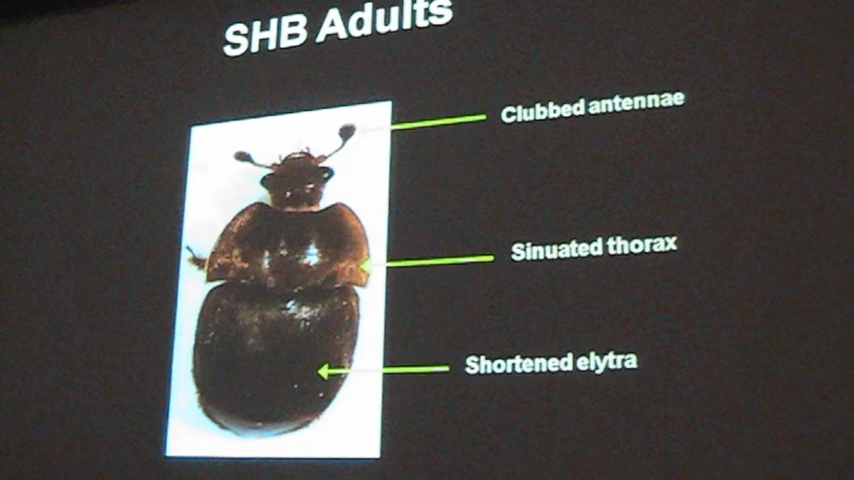 SHB Adults
Clubbed antennae
Sinuated thorax
Shortened elytra